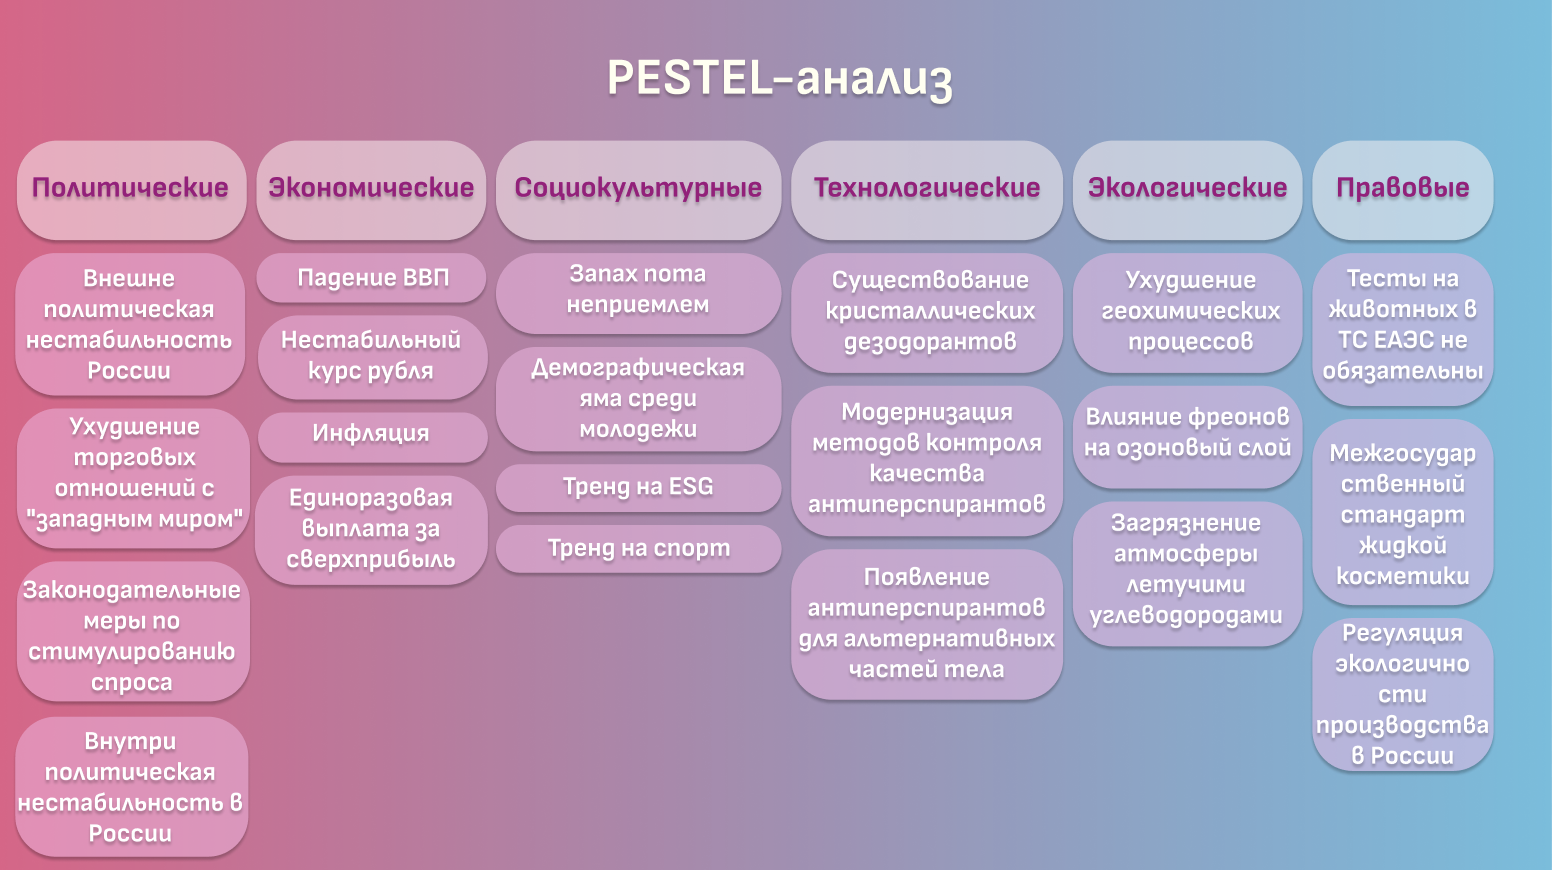 PESTEL-анализ
Политические
Внешне
политическая
нестабильность
России
Ухудшение
торговых
отношений с
"западным миром"
Законодательные
меры по
стимулированию
спроса
Внутри
политическая
нестабильность в
России
Экономические
Падение ВВП
Нестабильный
курс рубля
Инфляция
Единоразовая
выплата за
сверхприбыль
Социокультурные
Запах пота
неприемлем
Демографическая
яма среди
молодежи
Тренд на ESG
Тренд на спорт
Технологические
Существование
кристаллических
дезодорантов
Модернизация
методов контроля
качества
антиперспирантов
Появление
антиперспирантов
для альтернативных
частей тела
Экологические
Ухудшение
геохимических
процессов
Влияние фреонов
на озоновый слой
Загрязнение
атмосферы
летучими
углеводородами
Правовые
Тесты на
животных в
ТС ЕАЭС не
обязательны
Межгосудар
ственный
стандарт
жидкой
косметики
Регуляция
экологично
сти
производства
в России